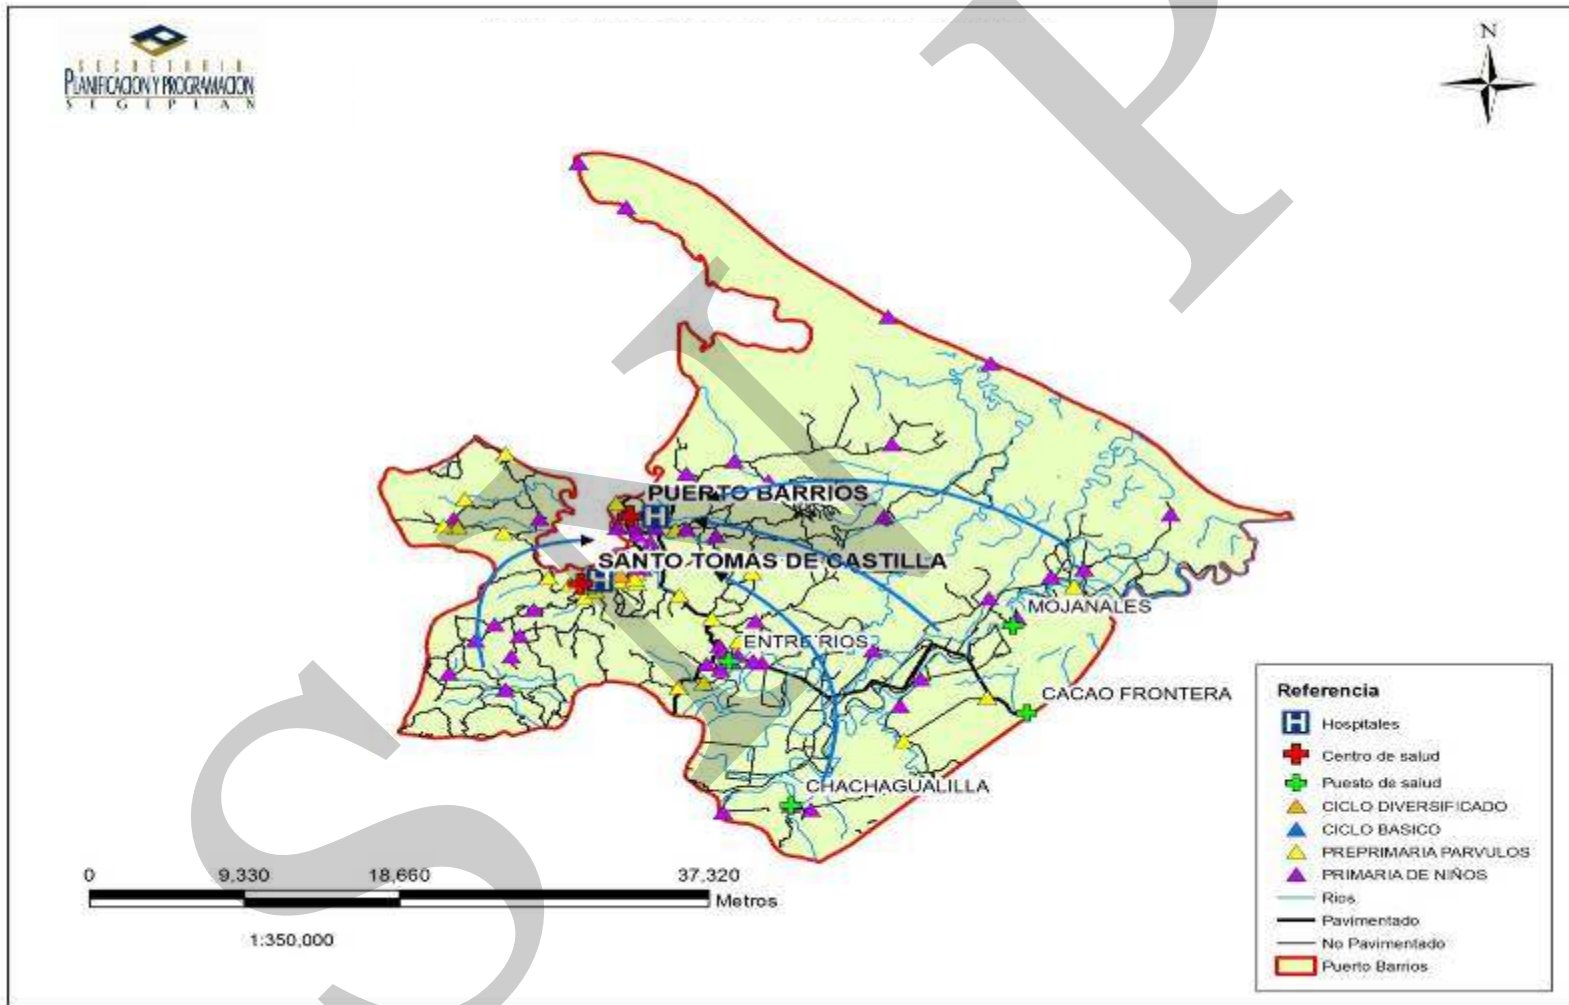 SECRETARIA
PLANIFICACION Y PROGRAMACION
SEGEPLAN
N
PUERTO BARRIOS
SANTO TOMAS DE CASTILLA
MOJANALES
ENTRE RIOS
CACAO FRONTERA
CHACHAGUALILLA
0 9,330 18,660 37,320
Metros
1:350,000
Referencia
Hospitales
Centro de salud
Puesto de salud
CICLO DIVERSIFICADO
CICLO BASICO
PREPRIMARIA PARVULOS
PRIMARIA DE NIÑOS
Rios
Pavimentado
No Pavimentado
Puerto Barrios